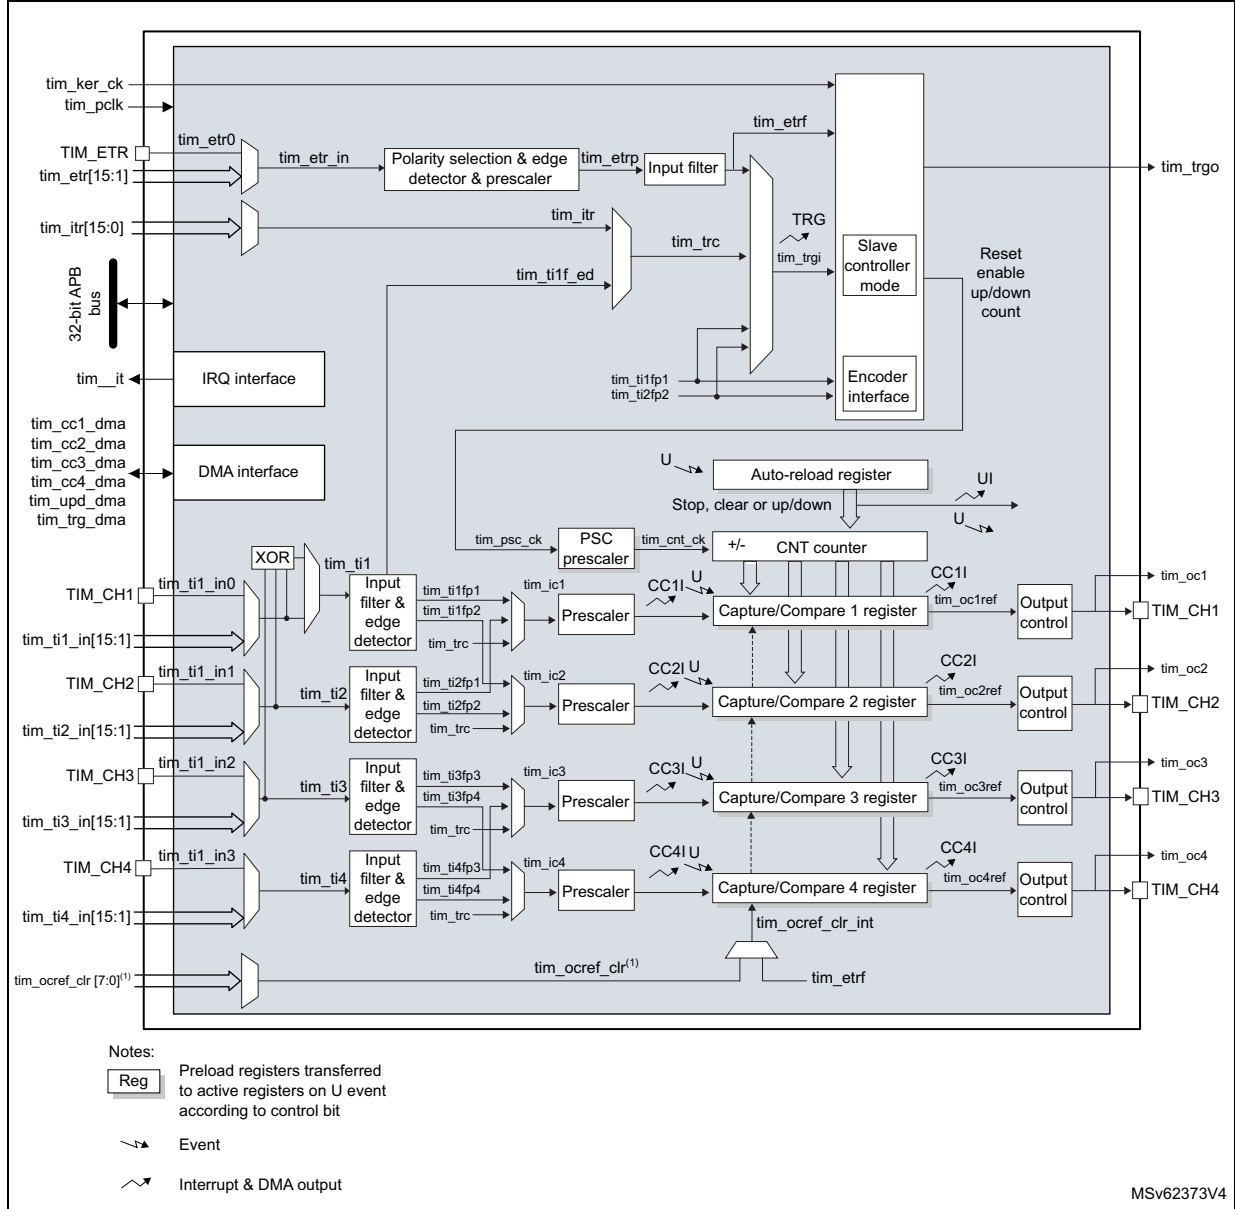 tim_ker_ck
tim_pclk
TIM_ETR
tim_etr0
tim_etr[15:1]
tim_etr_in
Polarity selection & edge
detector & prescaler
tim_etrp
Input filter
tim_etrf
tim_trgo
tim_itr[15:0]
tim_itr
tim_trc
tim_ti1f_ed
TRG
tim_trgi
Slave
controller
mode
Reset
enable
up/down
count
32-bit APB
bus
tim__it
IRQ interface
tim_ti1fp1
tim_ti2fp2
Encoder
interface
tim_cc1_dma
tim_cc2_dma
tim_cc3_dma
tim_cc4_dma
tim_upd_dma
tim_trg_dma
DMA interface
U
Auto-reload register
UI
Stop, clear or up/down
U
tim_psc_ck
PSC
prescaler
tim_cnt_ck
+/-
CNT counter
XOR
tim_ti1
TIM_CH1
tim_ti1_in0
tim_ti1_in[15:1]
Input
filter &
edge
detector
tim_ti1fp1
tim_ti1fp2
tim_trc
tim_ic1
Prescaler
CC1I
U
Capture/Compare 1 register
CC1I
tim_oc1ref
Output
control
tim_oc1
TIM_CH1
TIM_CH2
tim_ti1_in1
tim_ti2_in[15:1]
tim_ti2
Input
filter &
edge
detector
tim_ti2fp1
tim_ti2fp2
tim_trc
tim_ic2
Prescaler
CC2I
U
Capture/Compare 2 register
CC2I
tim_oc2ref
Output
control
tim_oc2
TIM_CH2
TIM_CH3
tim_ti1_in2
tim_ti3_in[15:1]
tim_ti3
Input
filter &
edge
detector
tim_ti3fp3
tim_ti3fp4
tim_trc
tim_ic3
Prescaler
CC3I
U
Capture/Compare 3 register
CC3I
tim_oc3ref
Output
control
tim_oc3
TIM_CH3
TIM_CH4
tim_ti1_in3
tim_ti4_in[15:1]
tim_ti4
Input
filter &
edge
detector
tim_ti4fp3
tim_ti4fp4
tim_trc
tim_ic4
Prescaler
CC4I
U
Capture/Compare 4 register
CC4I
tim_oc4ref
Output
control
tim_oc4
TIM_CH4
tim_ocref_clr_int
tim_ocref_clr [7:0](1)
tim_ocref_clr(1)
tim_etrf
Notes:
Reg
Preload registers transferred
to active registers on U event
according to control bit
Event
Interrupt & DMA output
MSv62373V4